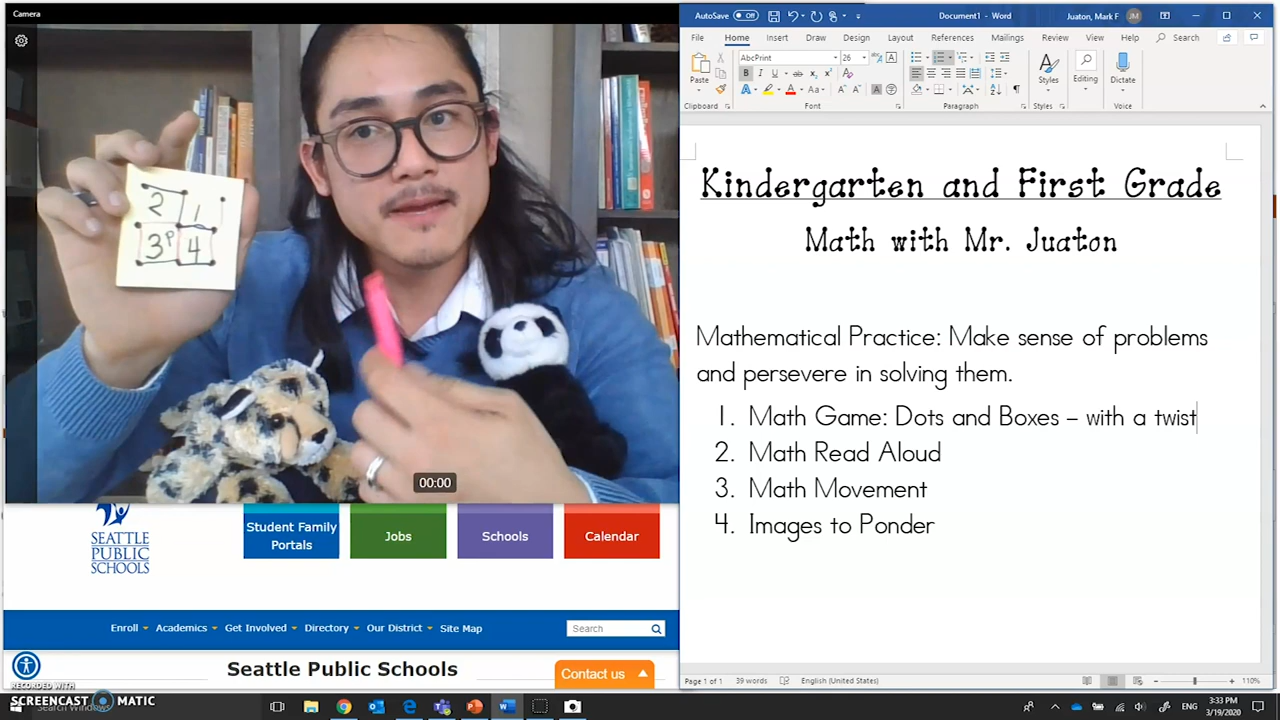 Camera
2 1
3P 4
00:00
SEATTLE
PUBLIC
SCHOOLS
Student Family
Portals
Jobs
Schools
Calendar
Enroll
Academics
Get Involved
Directory
Our District
Site Map
Search
Seattle Public Schools
Contact us
RECORDED WITH
SCREENCAST MATIC
AutoSave Off
Document1 - Word
Juaton, Mark F
JM
File
Home
Insert
Draw
Design
Layout
References
Mailings
Review
View
Help
Search
Paste
AbcPrint
26
Styles
Editing
Dictate
Clipboard
Font
Paragraph
Styles
Voice
Kindergarten and First Grade
Math with Mr. Juaton
Mathematical Practice: Make sense of problems
and persevere in solving them.
1. Math Game: Dots and Boxes – with a twist
2. Math Read Aloud
3. Math Movement
4. Images to Ponder
Page 1 of 1
39 words
English (United States)
110%
ENG
3:33 PM
3/19/2020